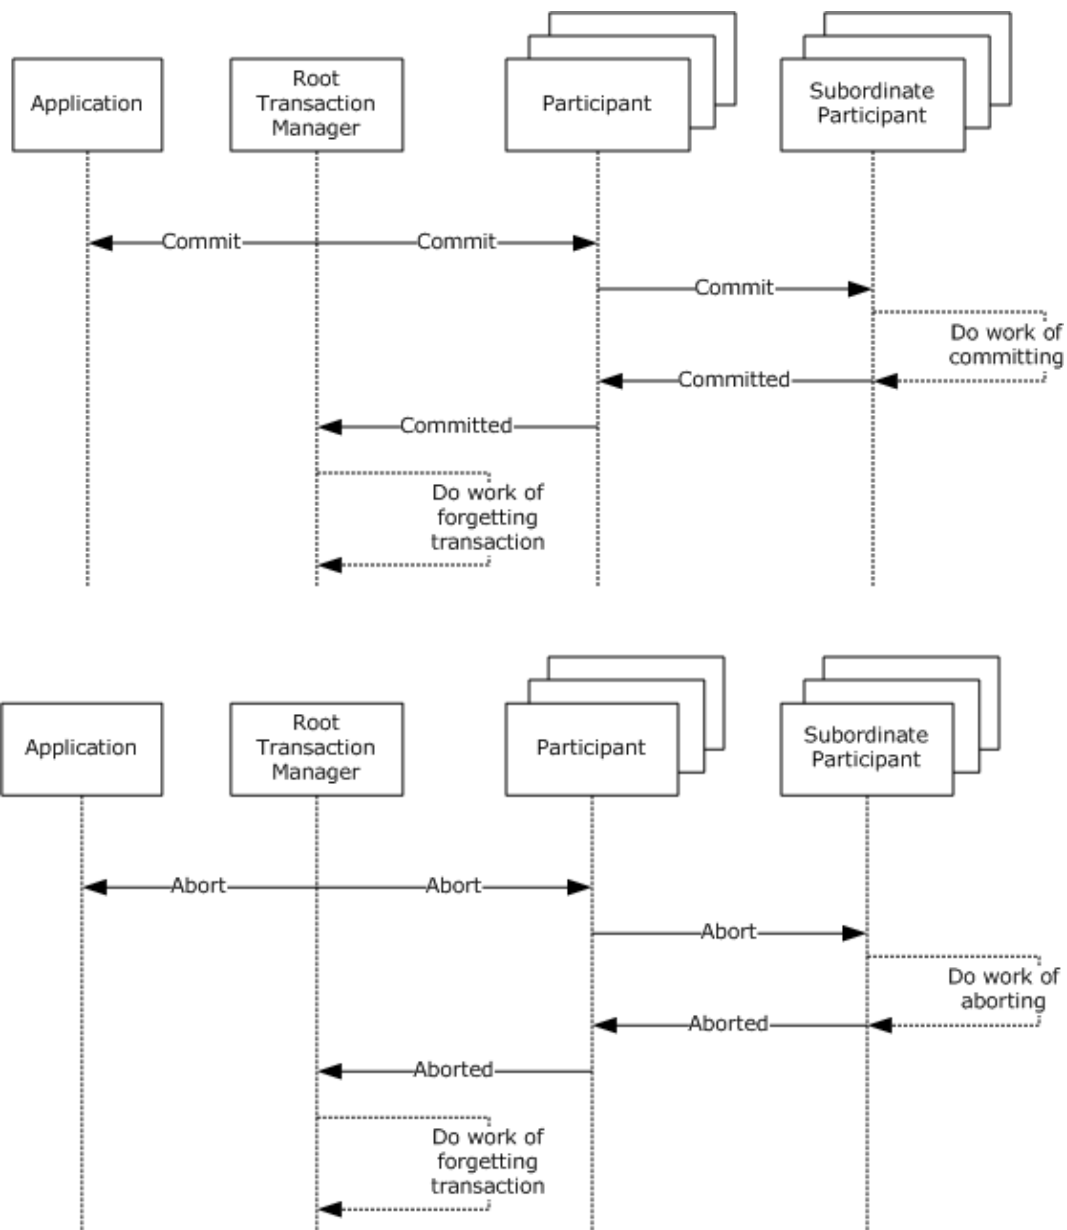 Application
Root
Transaction
Manager
Participant
Subordinate
Participant
Commit
Commit
Commit
Do work of
committing
Committed
Committed
Do work of
forgetting
transaction
Application
Root
Transaction
Manager
Participant
Subordinate
Participant
Abort
Abort
Abort
Do work of
aborting
Aborted
Aborted
Do work of
forgetting
transaction